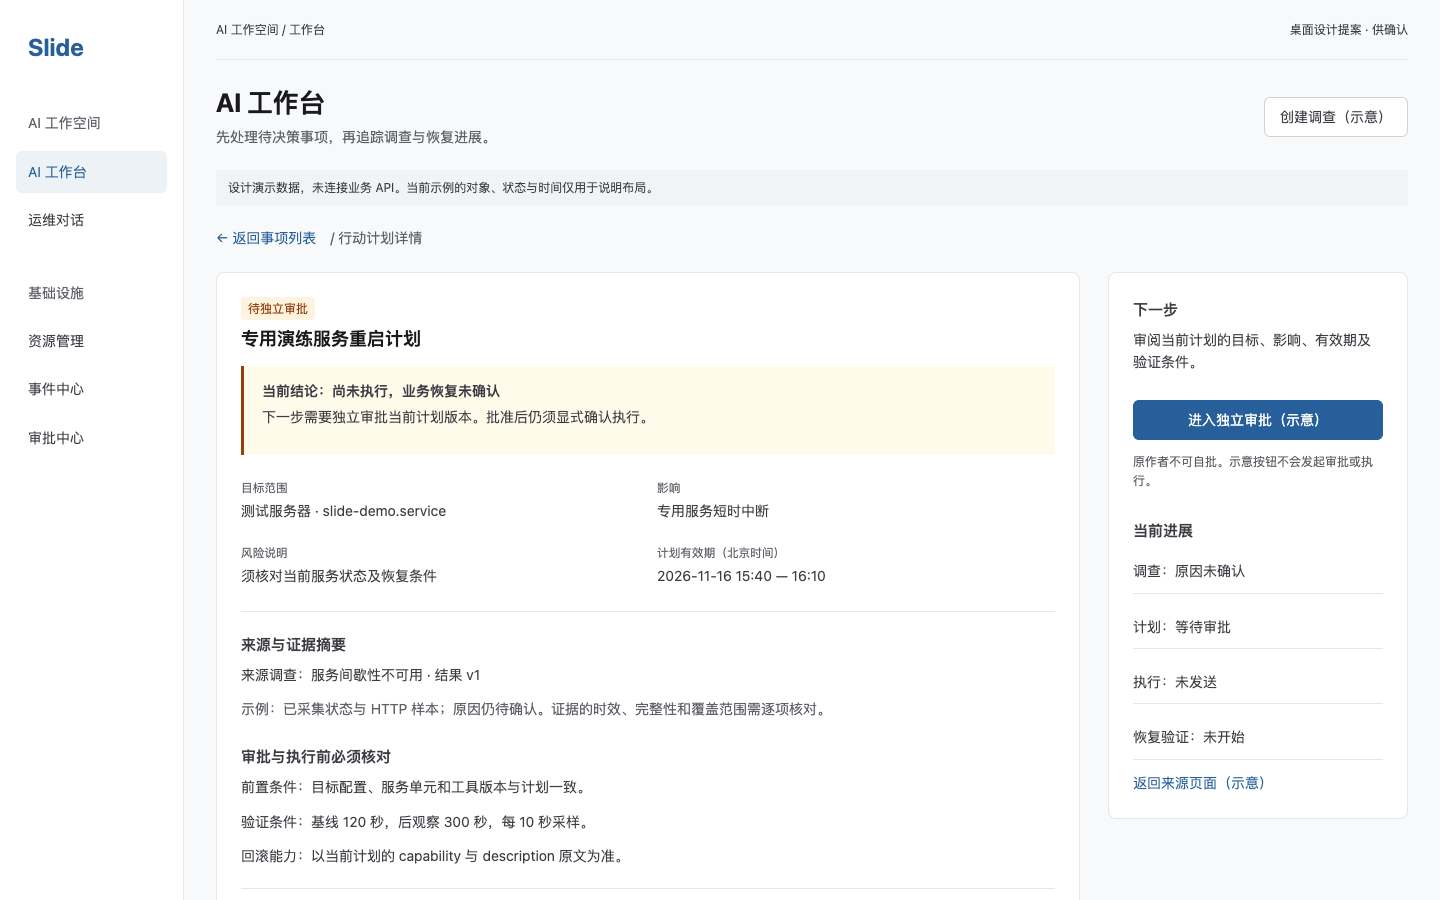 Slide
AI 工作空间
AI 工作台
运维对话
基础设施
资源管理
事件中心
审批中心
AI 工作空间 / 工作台
桌面设计提案 · 供确认
AI 工作台
先处理待决策事项，再追踪调查与恢复进展。
创建调查（示意）
设计演示数据，未连接业务 API。当前示例的对象、状态与时间仅用于说明布局。
← 返回事项列表 / 行动计划详情
待独立审批
专用演练服务重启计划
当前结论：尚未执行，业务恢复未确认
下一步需要独立审批当前计划版本。批准后仍须显式确认执行。
目标范围
测试服务器 · slide-demo.service
影响
专用服务短时中断
风险说明
须核对当前服务状态及恢复条件
计划有效期（北京时间）
2026-11-16 15:40 — 16:10
来源与证据摘要
来源调查：服务间歇性不可用 · 结果 v1
示例：已采集状态与 HTTP 样本；原因仍待确认。证据的时效、完整性和覆盖范围需逐项核对。
审批与执行前必须核对
前置条件：目标配置、服务单元和工具版本与计划一致。
验证条件：基线 120 秒，后观察 300 秒，每 10 秒采样。
回滚能力：以当前计划的 capability 与 description 原文为准。
下一步
审阅当前计划的目标、影响、有效期及
验证条件。
进入独立审批（示意）
原作者不可自批。示意按钮不会发起审批或执
行。
当前进展
调查：原因未确认
计划：等待审批
执行：未发送
恢复验证：未开始
返回来源页面（示意）